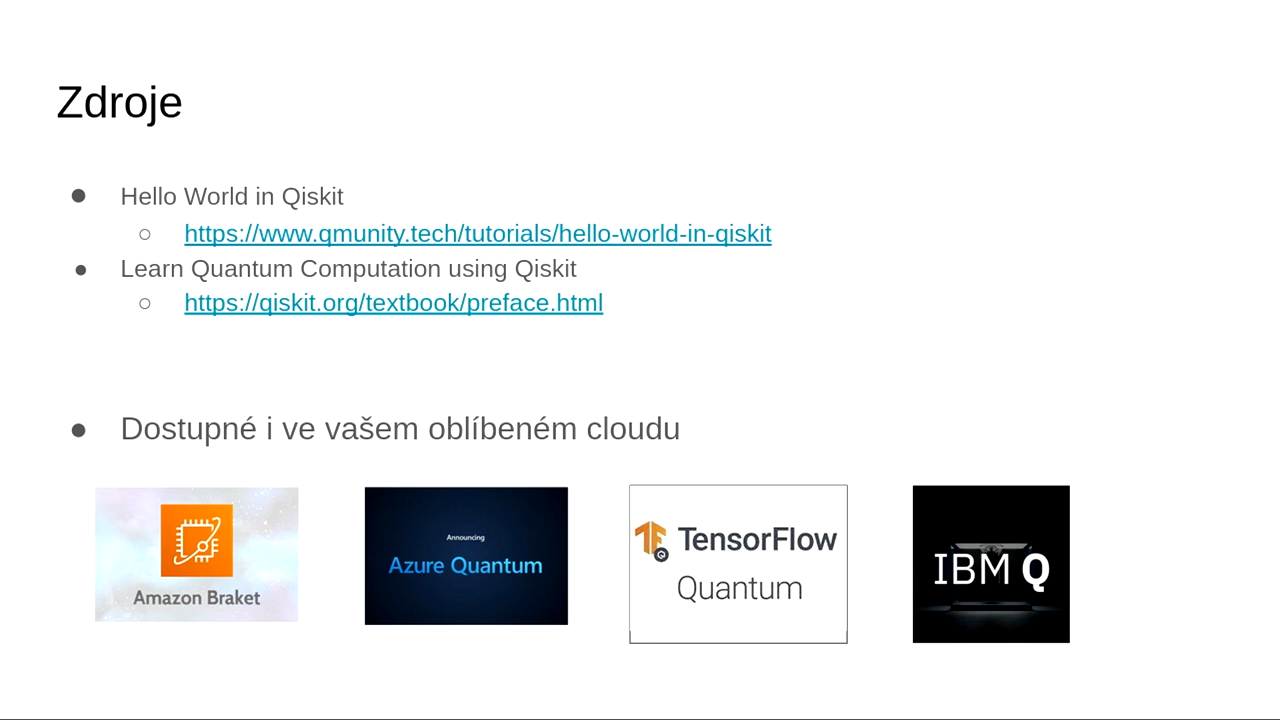 Zdroje
Hello World in Qiskit
https://www.qmunity.tech/tutorials/hello-world-in-qiskit
Learn Quantum Computation using Qiskit
https://qiskit.org/textbook/preface.html
Dostupné i ve vašem oblíbeném cloudu
Amazon Braket
Announcing
Azure Quantum
TensorFlow
Quantum
IBM Q